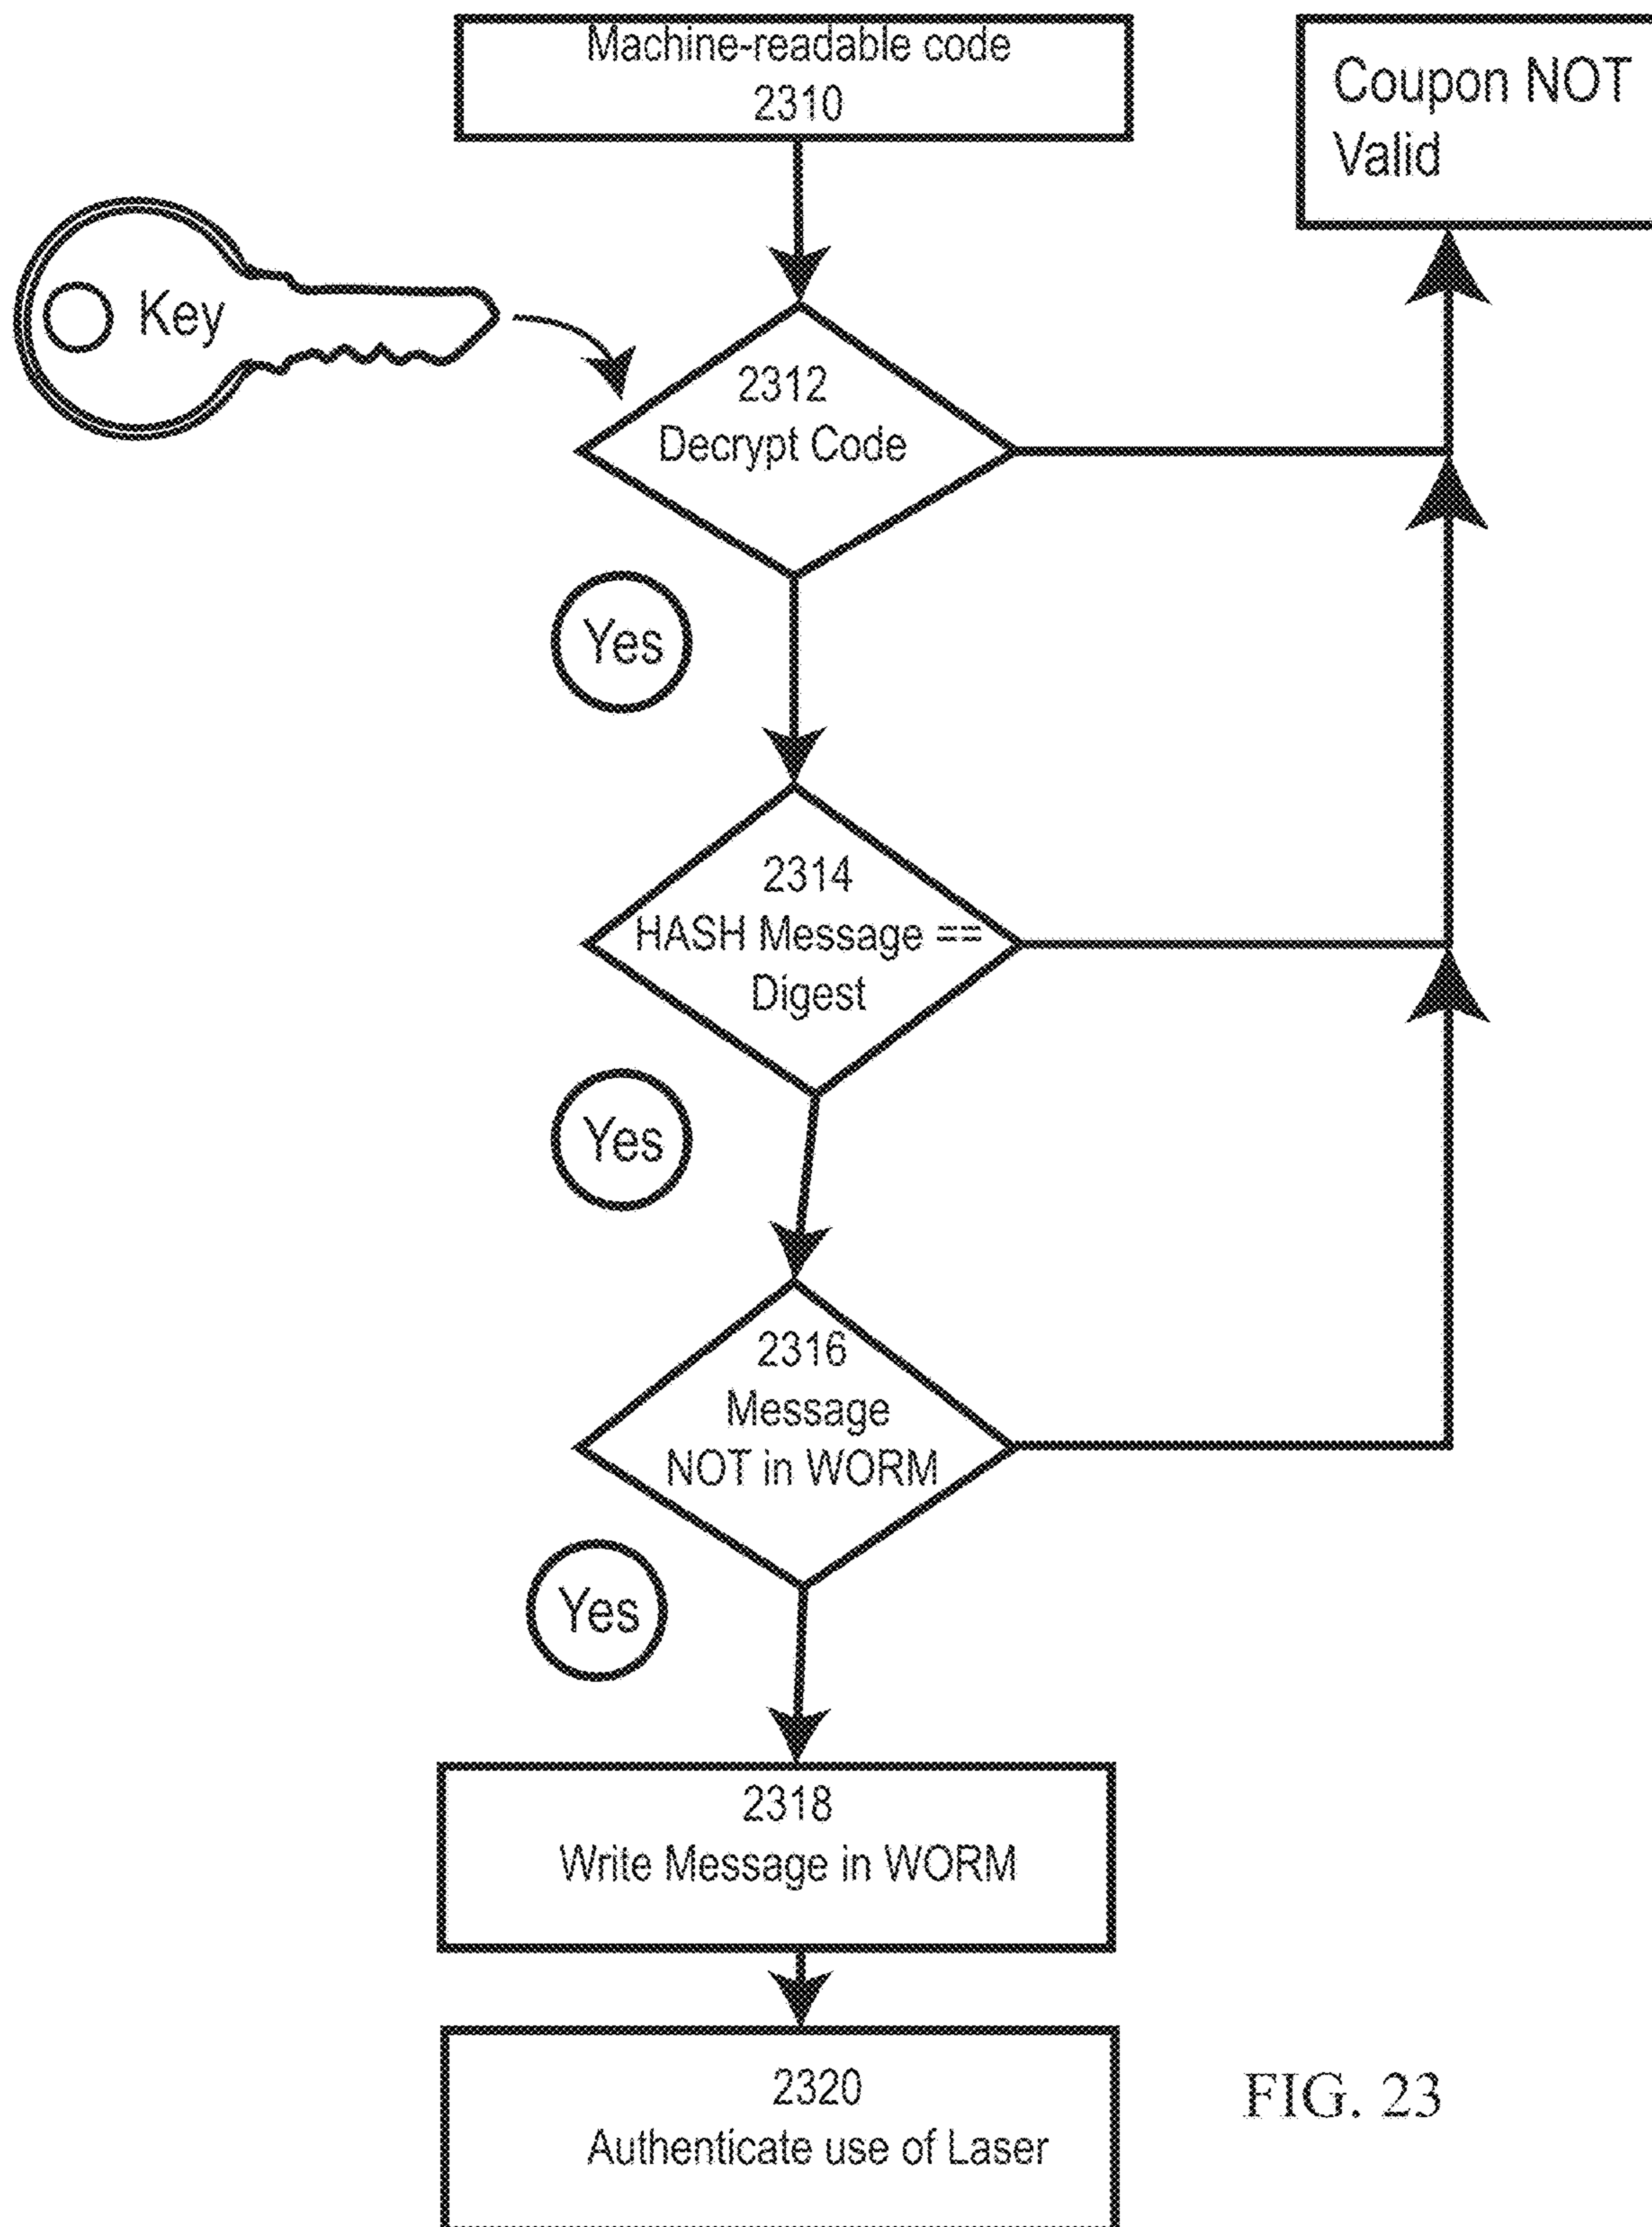 Machine-readable code
2310
Coupon NOT
Valid
Key
2312
Decrypt Code
Yes
2314
HASH Message ==
Digest
Yes
2316
Message
NOT in WORM
Yes
2318
Write Message in WORM
2320
Authenticate use of Laser
FIG. 23